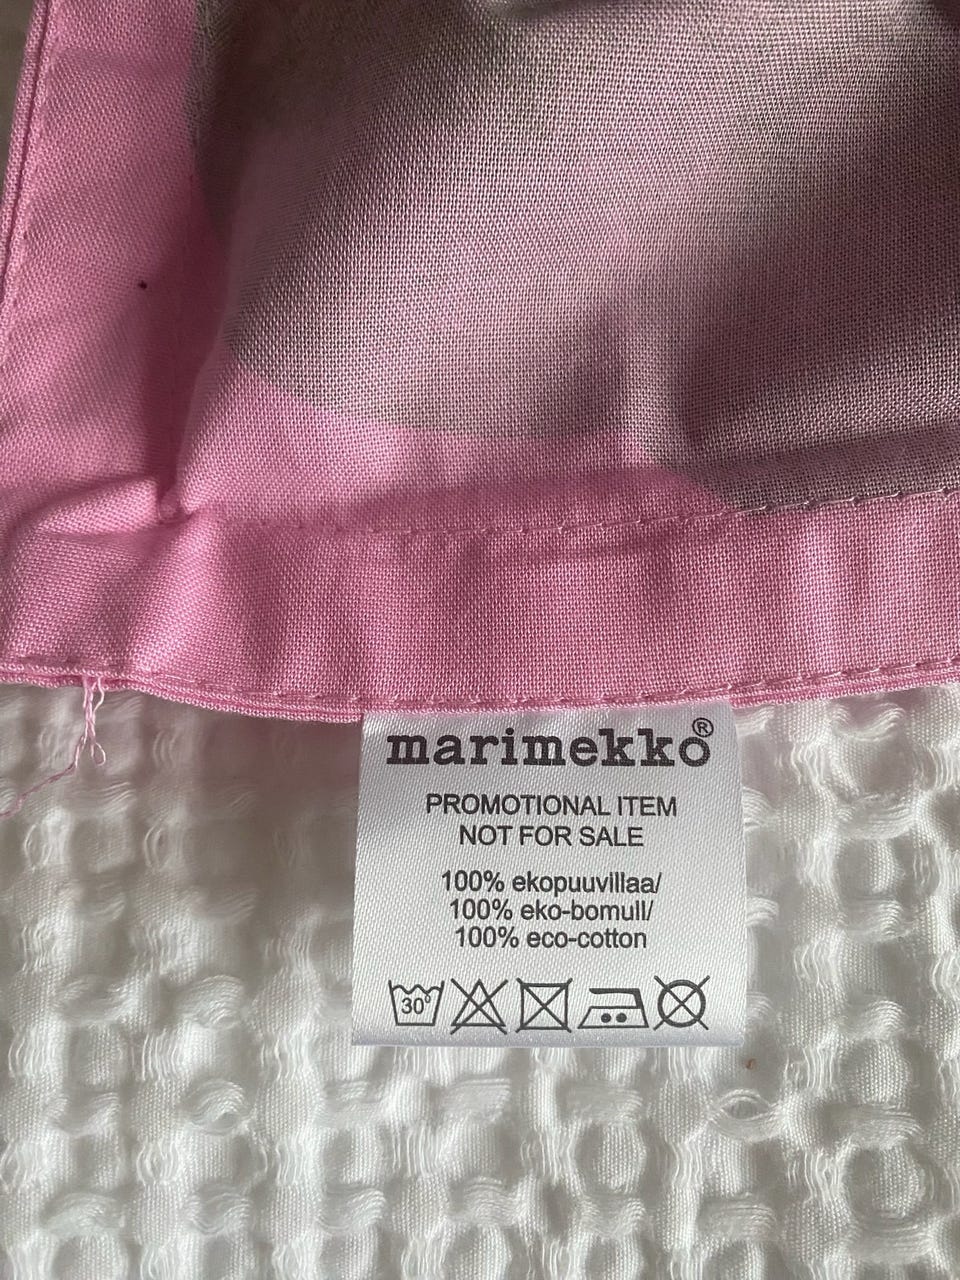 marimekko®
PROMOTIONAL ITEM
NOT FOR SALE
100% ekopuuvillaa/
100% eko-bomull/
100% eco-cotton
30°